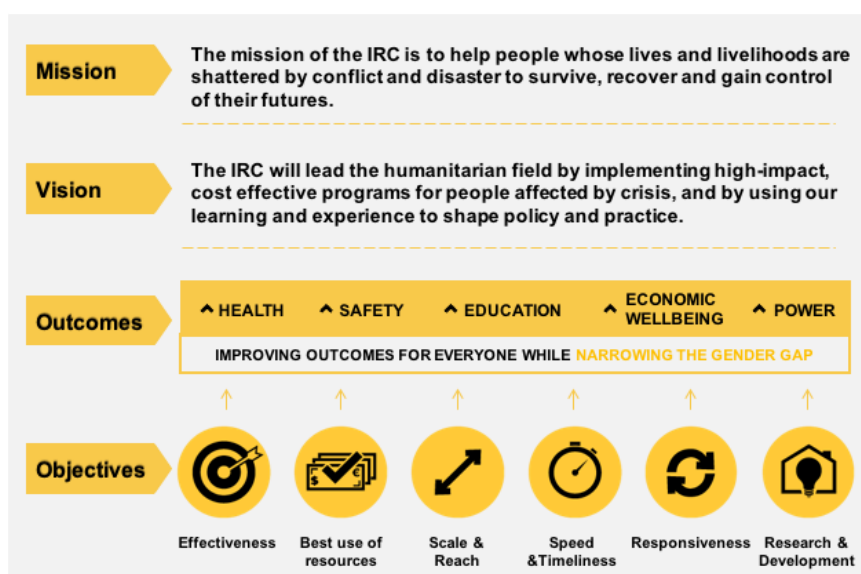 Mission
The mission of the IRC is to help people whose lives and livelihoods are
shattered by conflict and disaster to survive, recover and gain control
of their futures.
Vision
The IRC will lead the humanitarian field by implementing high-impact,
cost effective programs for people affected by crisis, and by using our
learning and experience to shape policy and practice.
Outcomes
HEALTH
SAFETY
EDUCATION
ECONOMIC
WELLBEING
POWER
IMPROVING OUTCOMES FOR EVERYONE WHILE NARROWING THE GENDER GAP
Objectives
$ €
Effectiveness
Best use of
resources
Scale &
Reach
Speed
&Timeliness
Responsiveness
Research &
Development